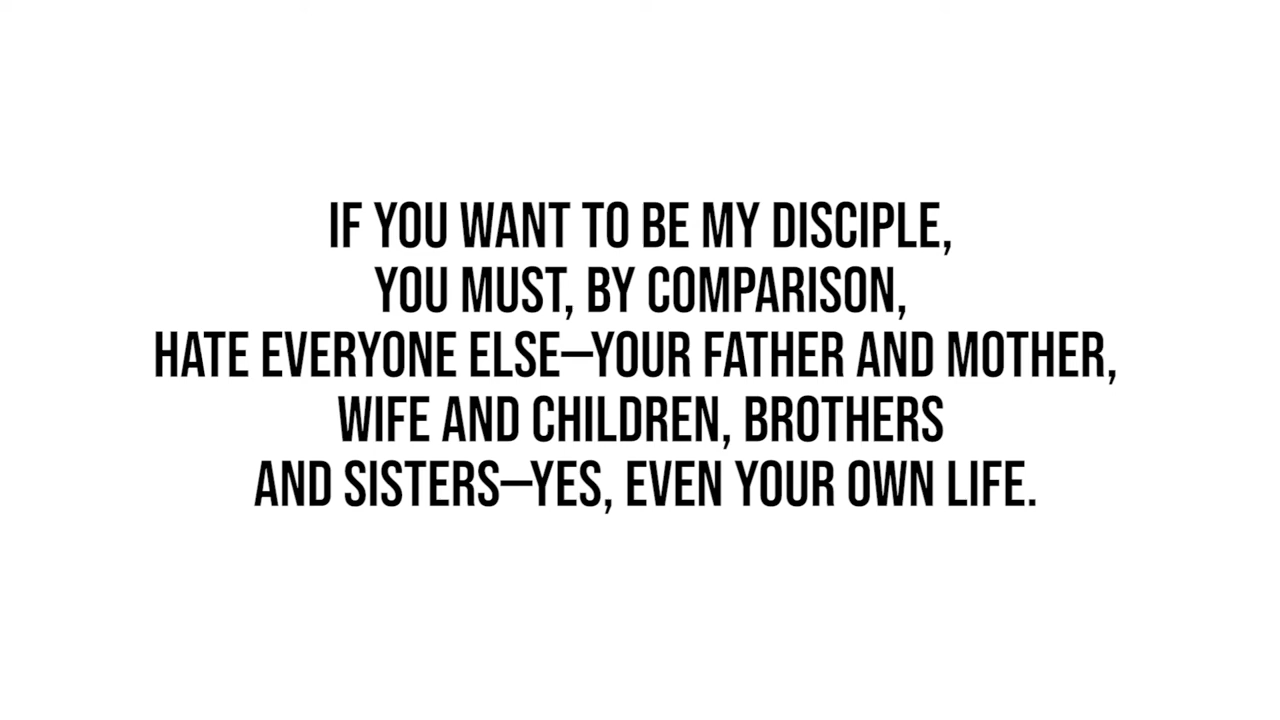 IF YOU WANT TO BE MY DISCIPLE,
YOU MUST, BY COMPARISON,
HATE EVERYONE ELSE—YOUR FATHER AND MOTHER,
WIFE AND CHILDREN, BROTHERS
AND SISTERS—YES, EVEN YOUR OWN LIFE.